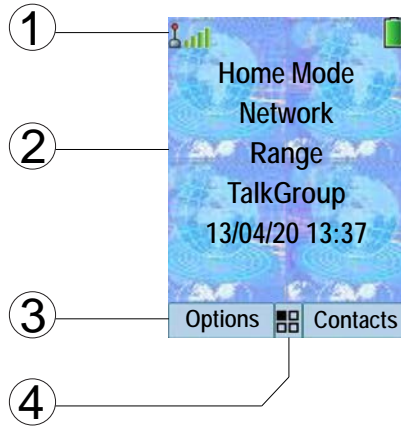 1
Home Mode
Network
2
Range
TalkGroup
13/04/20 13:37
3
Options Contacts
4